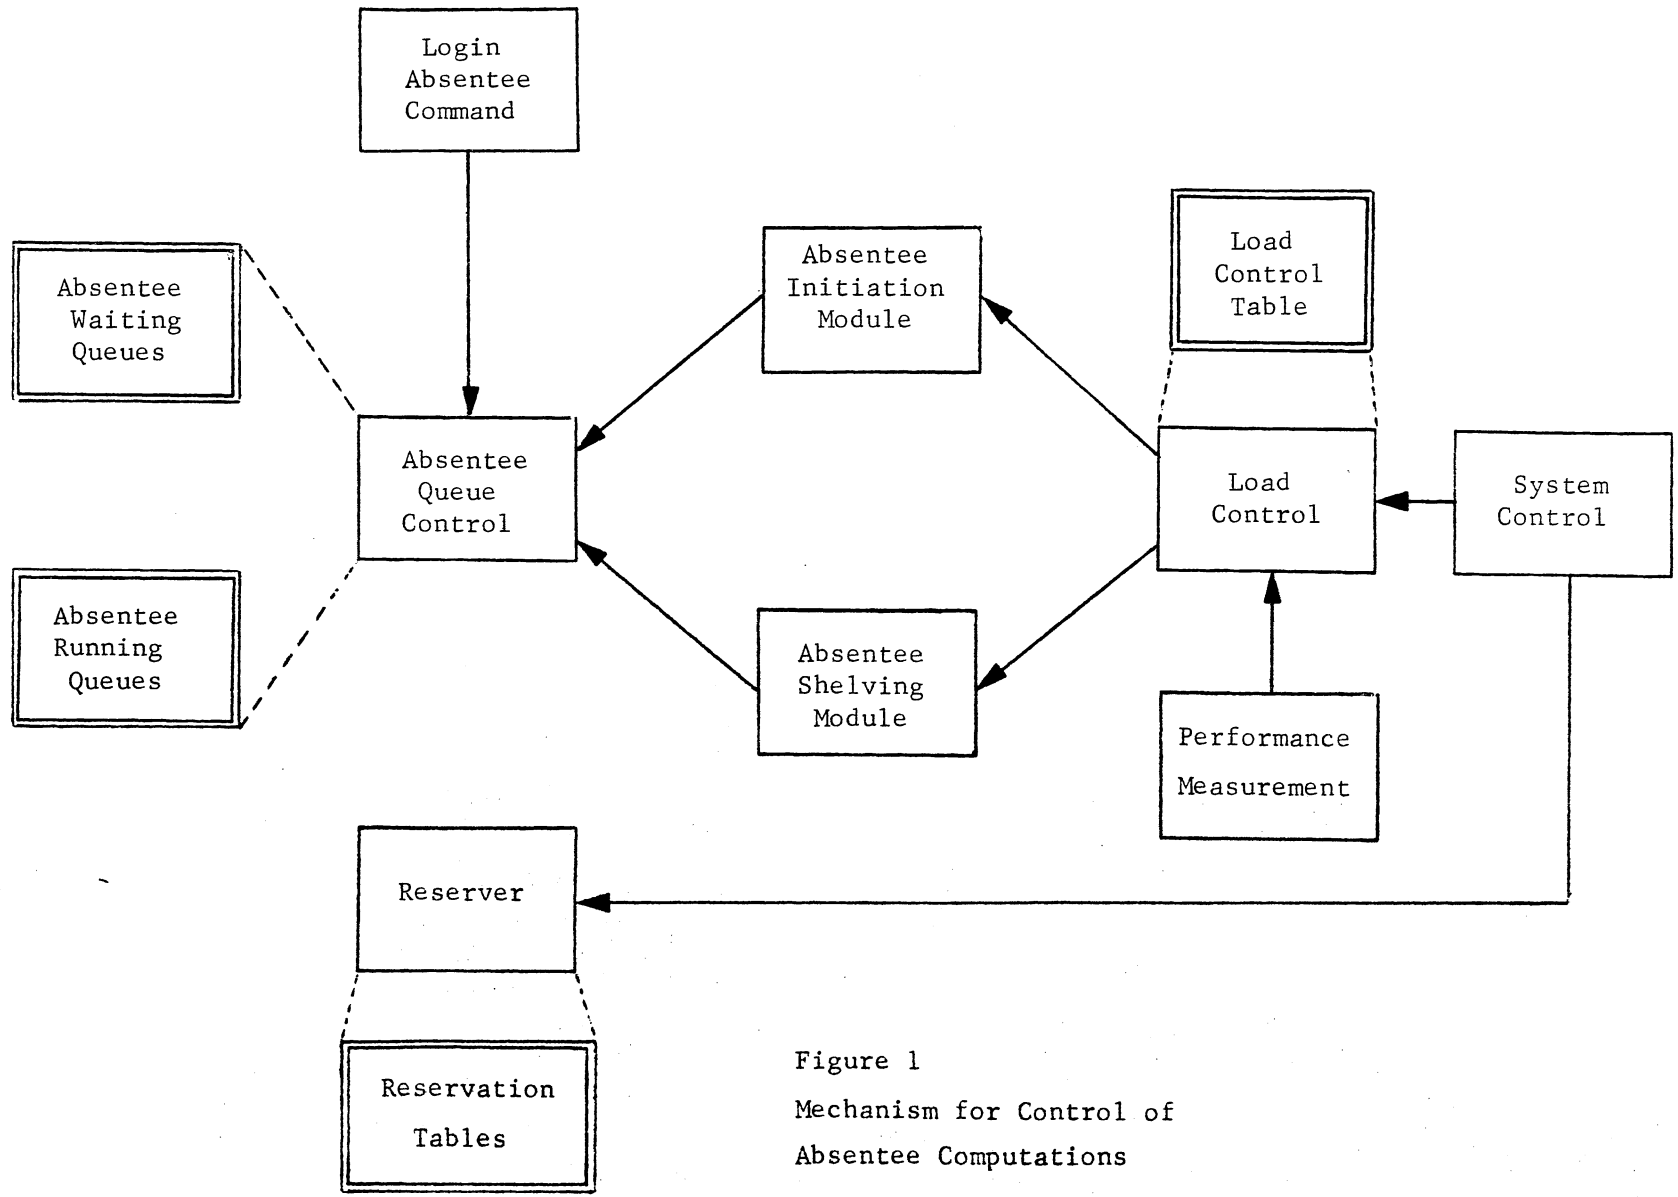 Login
Absentee
Command
Absentee
Waiting
Queues
Absentee
Initiation
Module
Load
Control
Table
Absentee
Queue
Control
Load
Control
System
Control
Absentee
Running
Queues
Absentee
Shelving
Module
Performance
Measurement
Reserver
Reservation
Tables
Figure 1
Mechanism for Control of
Absentee Computations